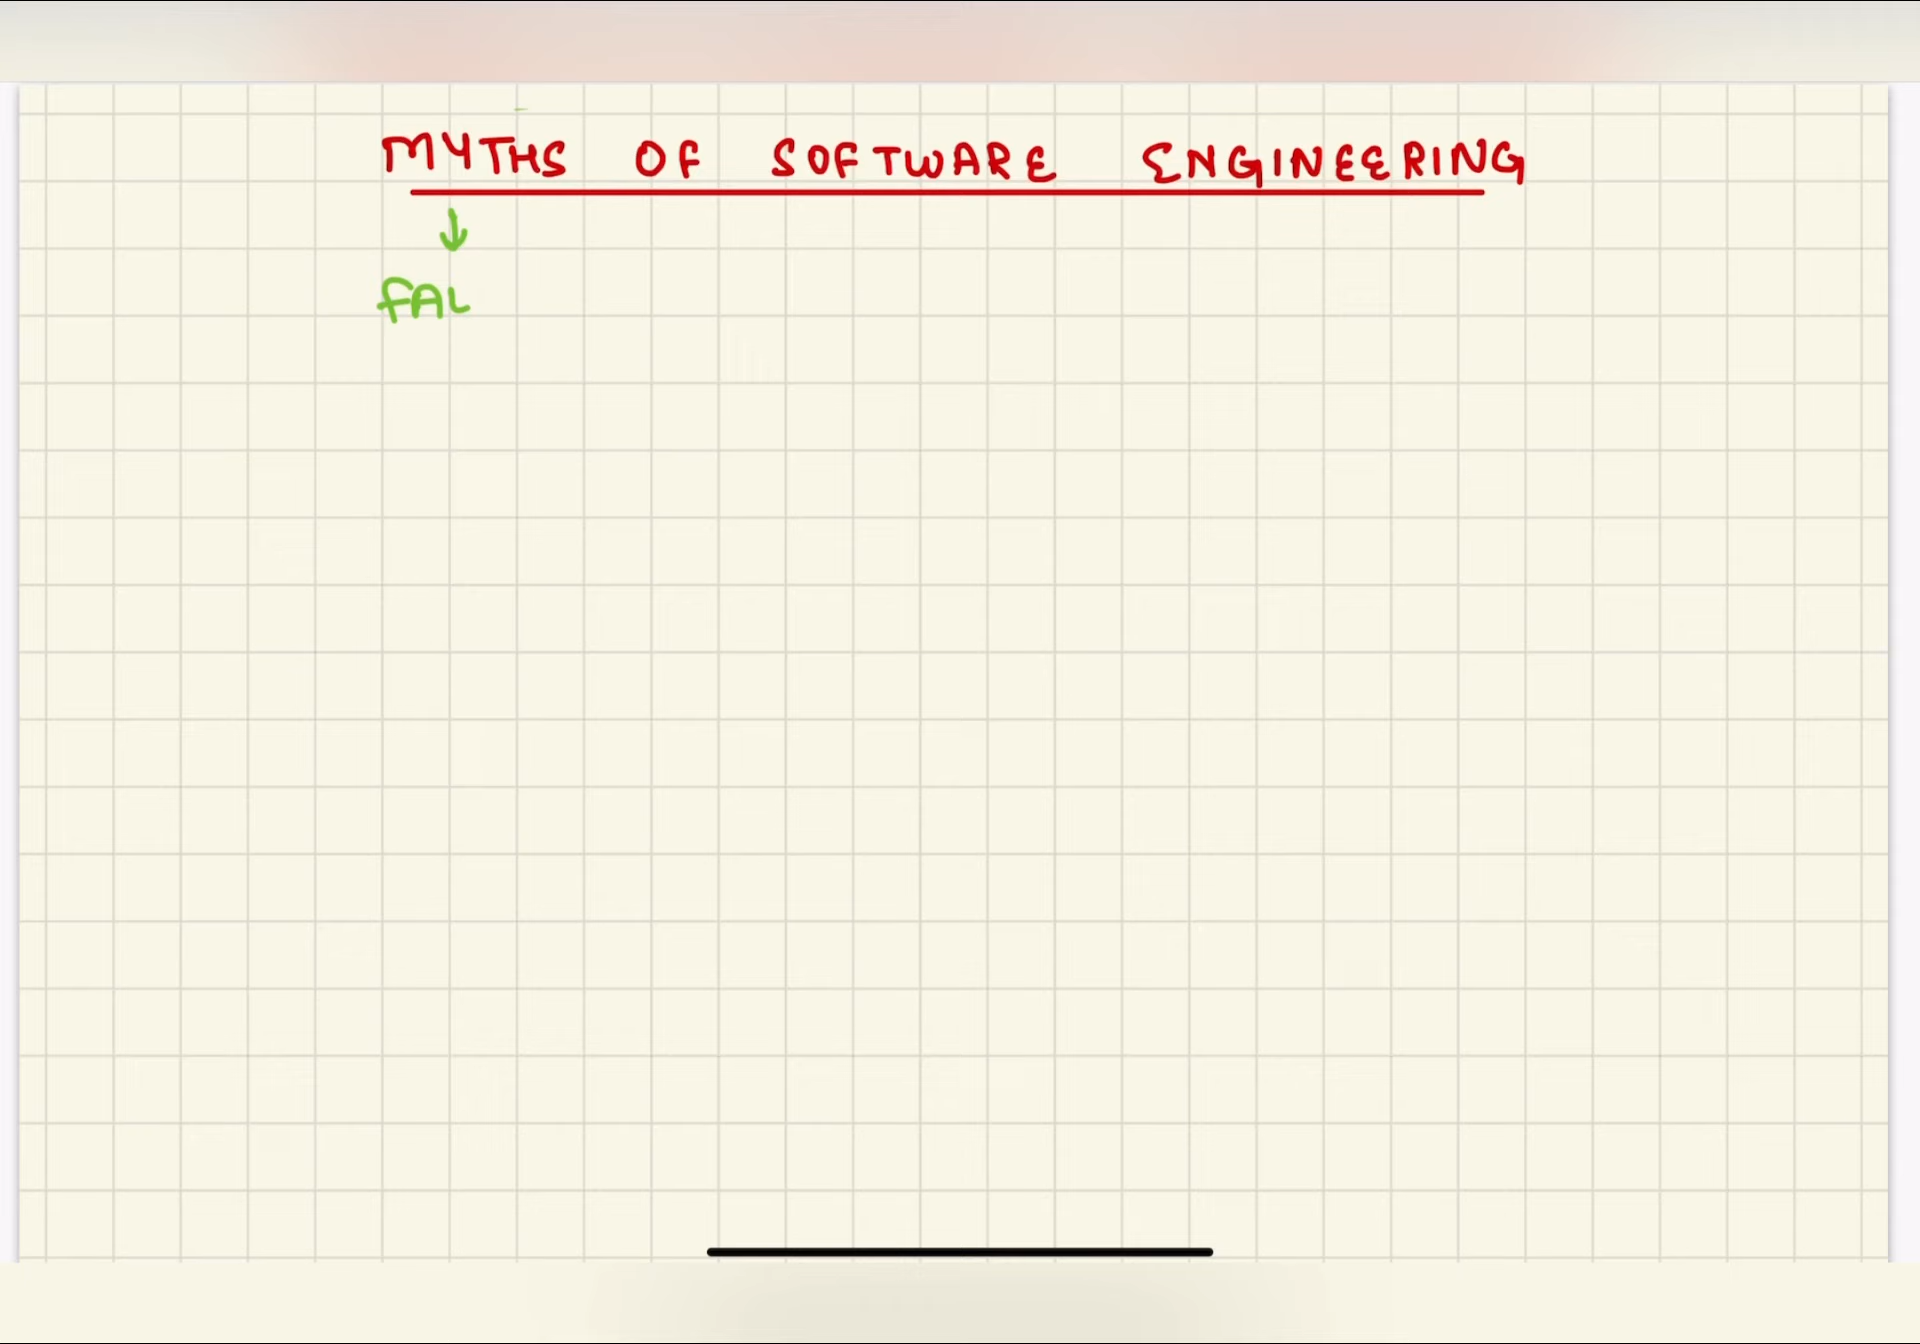 MYTHS OF SOFTWARE ENGINEERING
↓
FAL